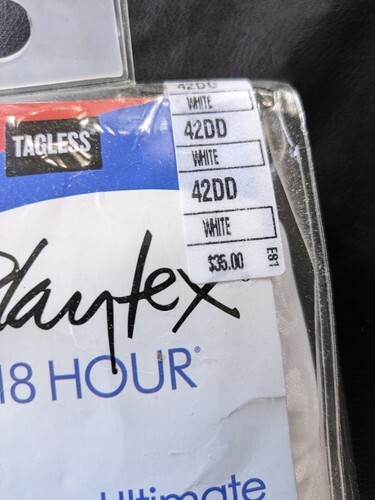 42DD
WHITE
42DD
WHITE
42DD
WHITE
$35.00
E81
TAGLESS
Playtex
18 HOUR®
Ultimate